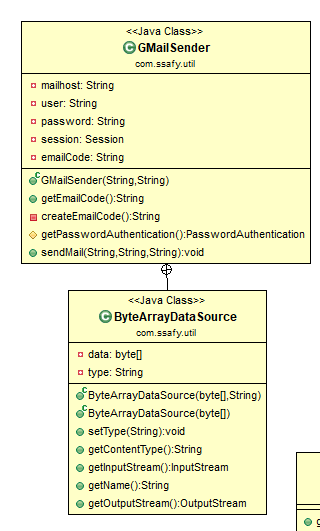 <<Java Class>>
GMailSender
com.ssafy.util
mailhost: String
user: String
password: String
session: Session
emailCode: String
GMailSender(String,String)
getEmailCode():String
createEmailCode():String
getPasswordAuthentication():PasswordAuthentication
sendMail(String,String,String):void
<<Java Class>>
ByteArrayDataSource
com.ssafy.util
data: byte[]
type: String
ByteArrayDataSource(byte[],String)
ByteArrayDataSource(byte[])
setType(String):void
getContentType():String
getInputStream():InputStream
getName():String
getOutputStream():OutputStream